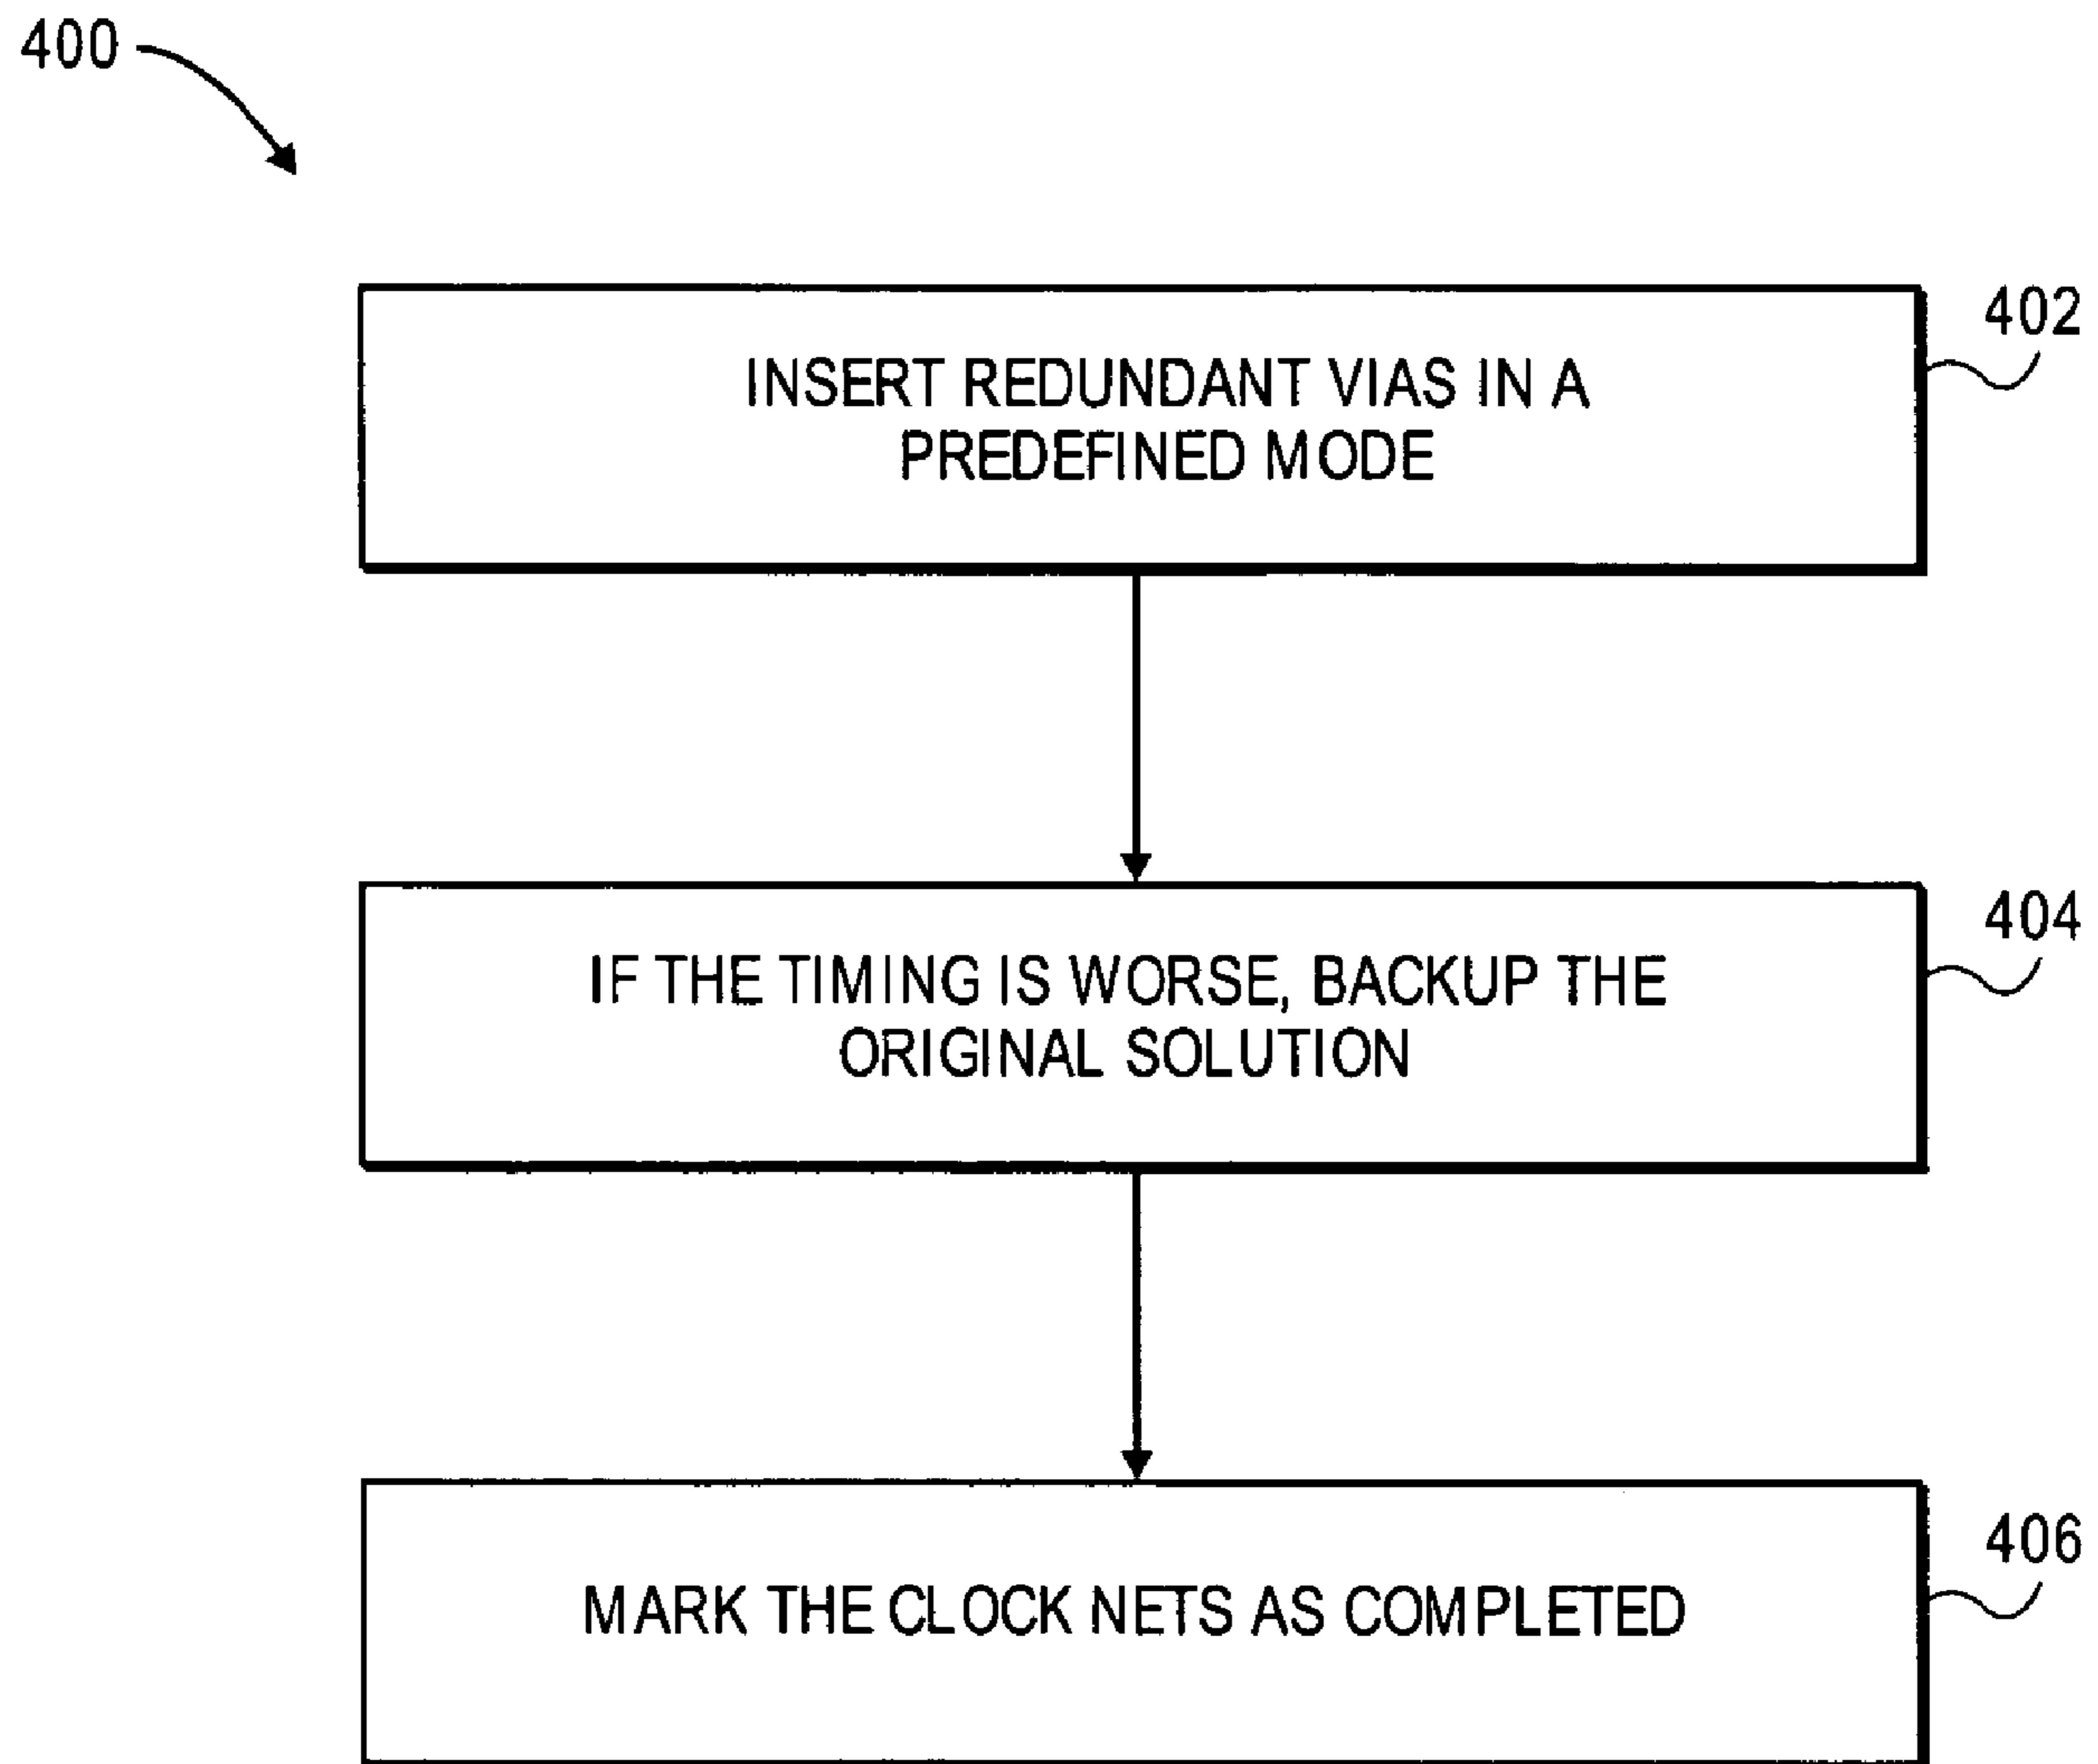 400
402
INSERT REDUNDANT VIAS IN A
PREDEFINED MODE
404
IF THE TIMING IS WORSE, BACKUP THE
ORIGINAL SOLUTION
406
MARK THE CLOCK NETS AS COMPLETED